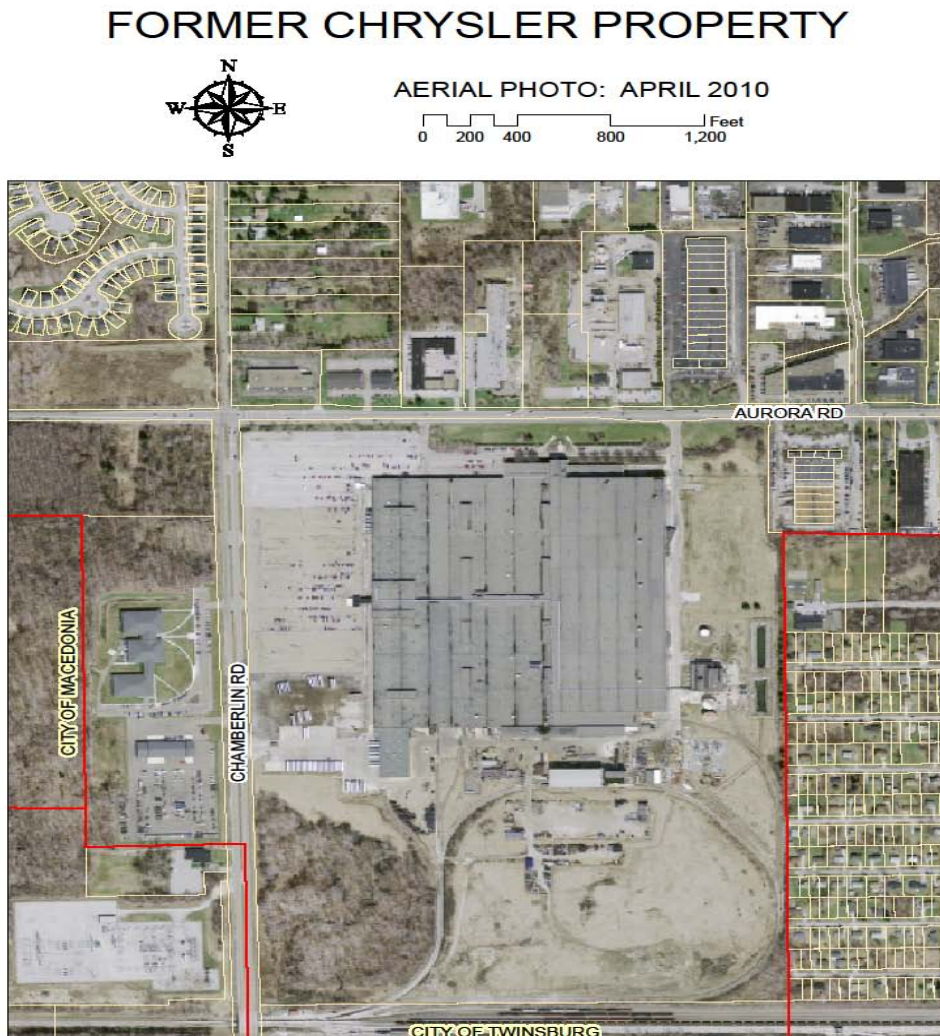 FORMER CHRYSLER PROPERTY
N
W E
S
AERIAL PHOTO: APRIL 2010
Feet
0 200 400 800 1,200
AURORA RD
CITY OF MACEDONIA
CHAMBERLIN RD
CITY OF TWINSBURG